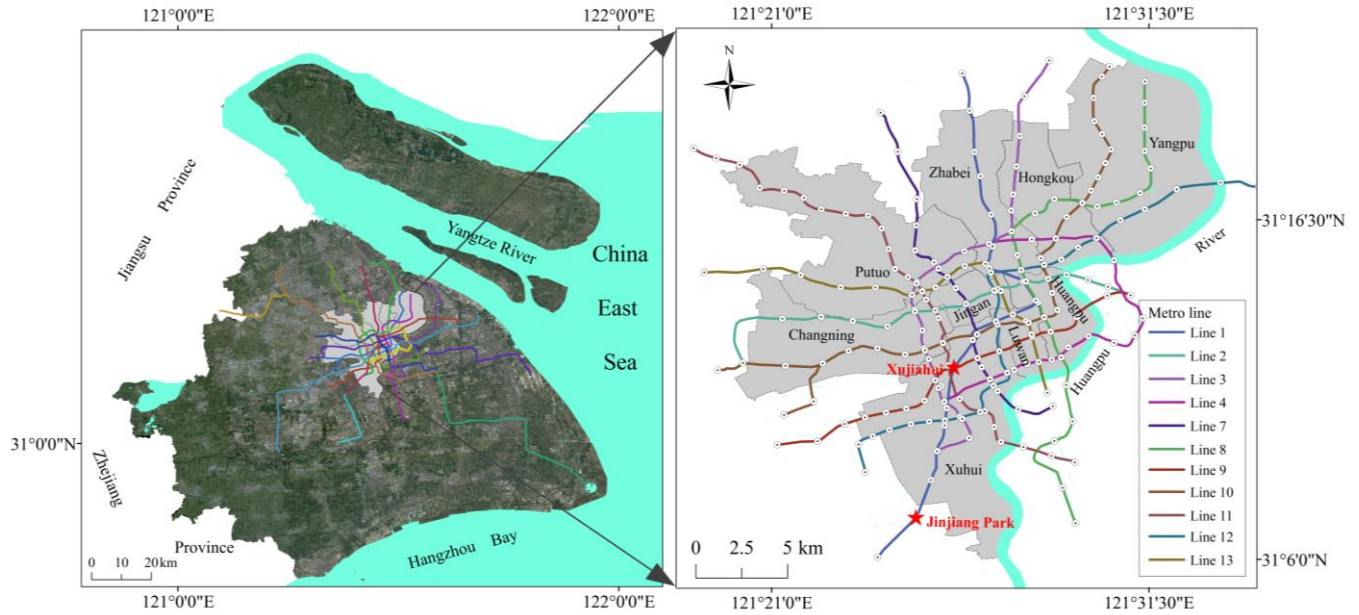 121°0'0"E
122°0'0"E
121°21'0"E
121°31'30"E
N
Jiangsu Province
Yangtze River
China
East
Sea
31°0'0"N
Zhejiang
Province
Hangzhou Bay
0 10 20 km
121°0'0"E
122°0'0"E
Yangpu
Zhabei
Hongkou
31°16'30"N
River
Putuo
Jingan
Huangpu
Changning
Luwan
Xujiahui
Huangpu
Xuhui
Jinjiang Park
0 2.5 5 km
Metro line
Line 1
Line 2
Line 3
Line 4
Line 7
Line 8
Line 9
Line 10
Line 11
Line 12
Line 13
31°6'0"N
121°21'0"E
121°31'30"E